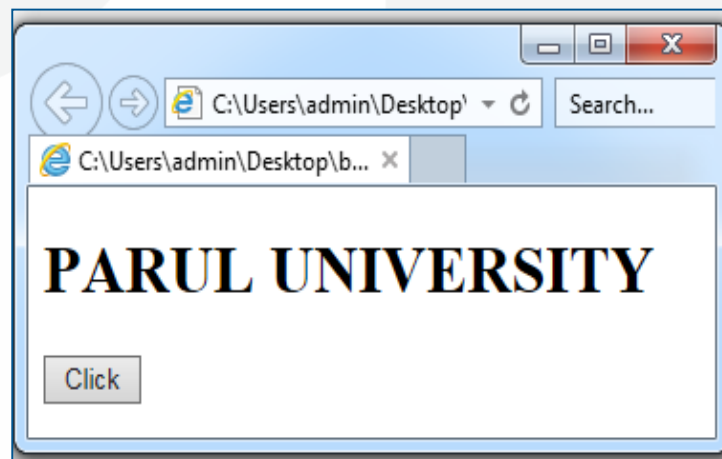 C:\Users\admin\Desktop\ Search...
C:\Users\admin\Desktop\b...
PARUL UNIVERSITY
Click